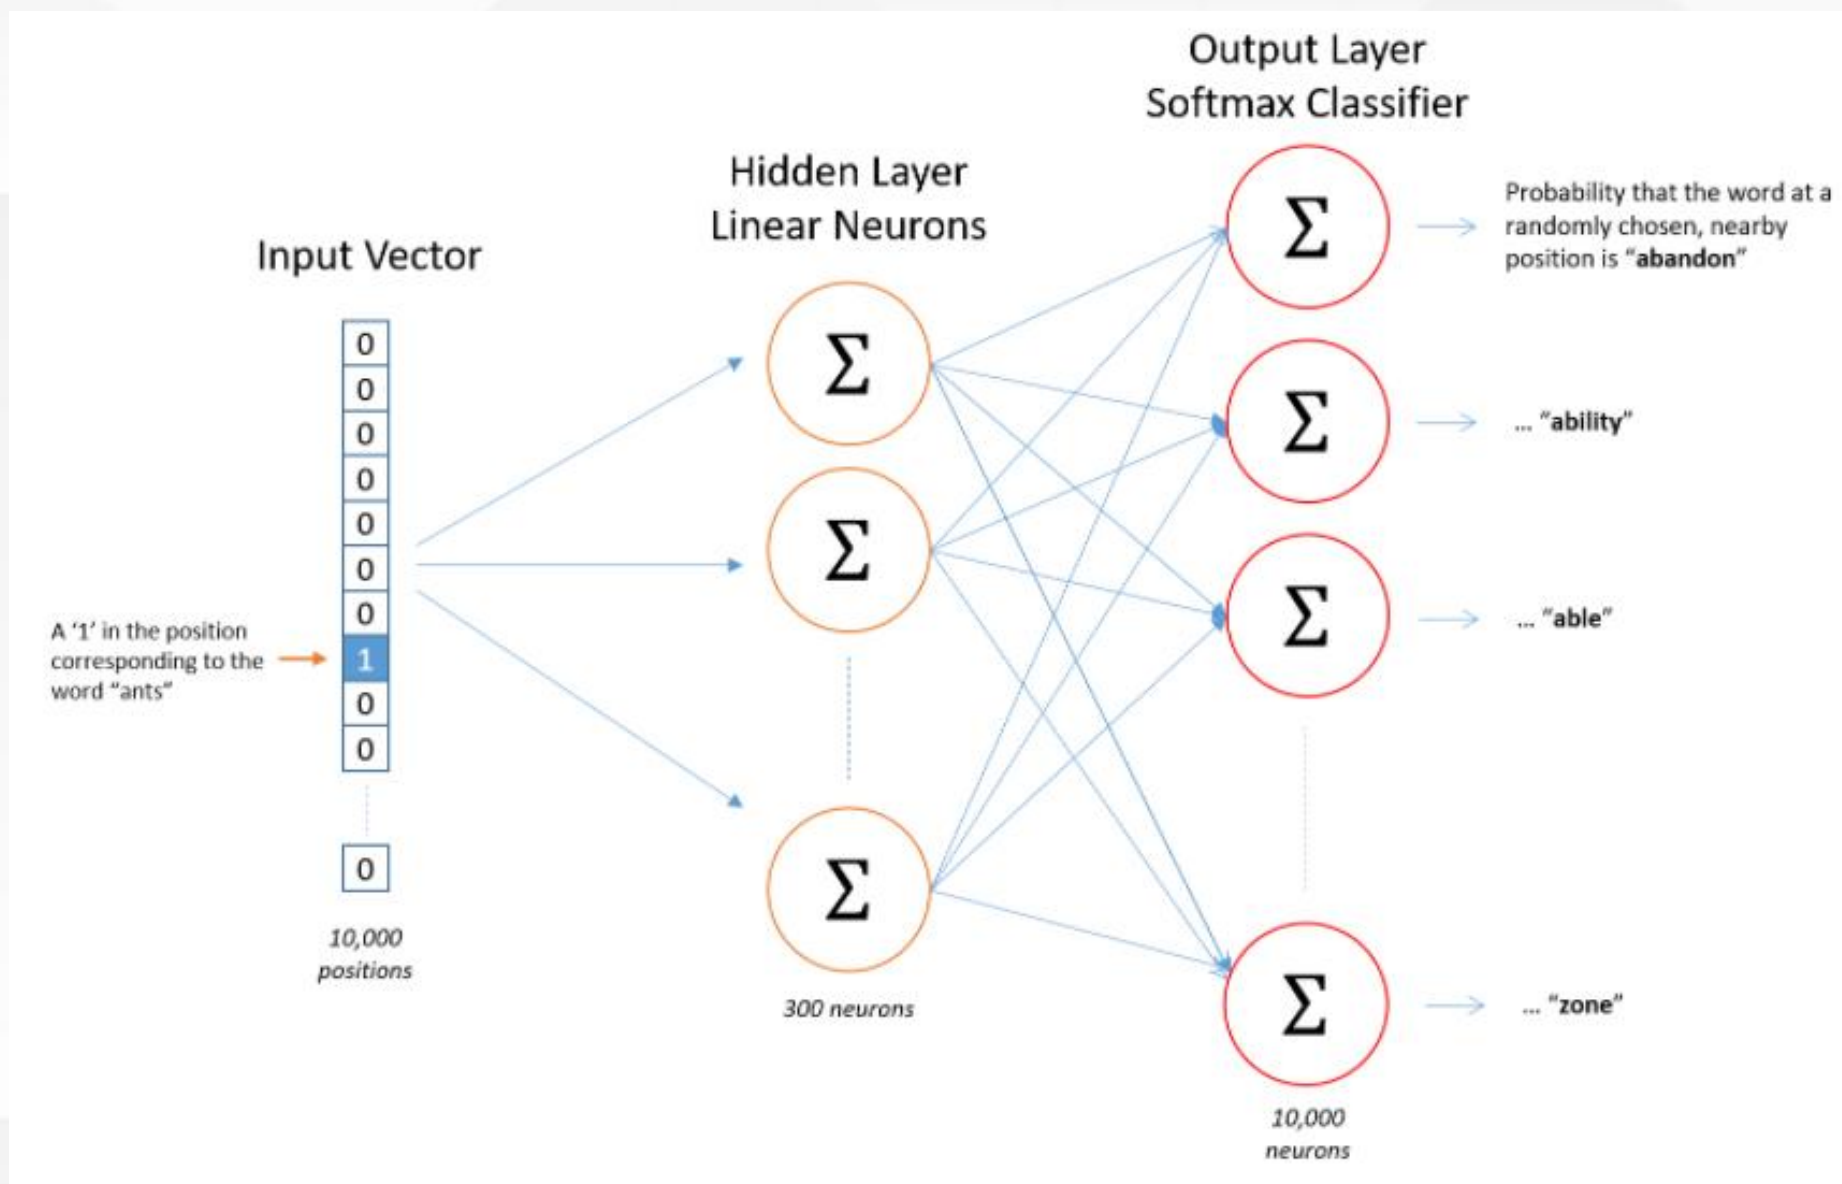 Output Layer
Softmax Classifier
Hidden Layer
Linear Neurons
Input Vector
0
0
0
0
0
0
0
1
0
0
0
A ‘1’ in the position
corresponding to the
word “ants”
10,000
positions
Σ
Σ
Σ
300 neurons
Σ
Σ
Σ
Σ
10,000
neurons
Probability that the word at a
randomly chosen, nearby
position is “abandon”
... “ability”
... “able”
... “zone”